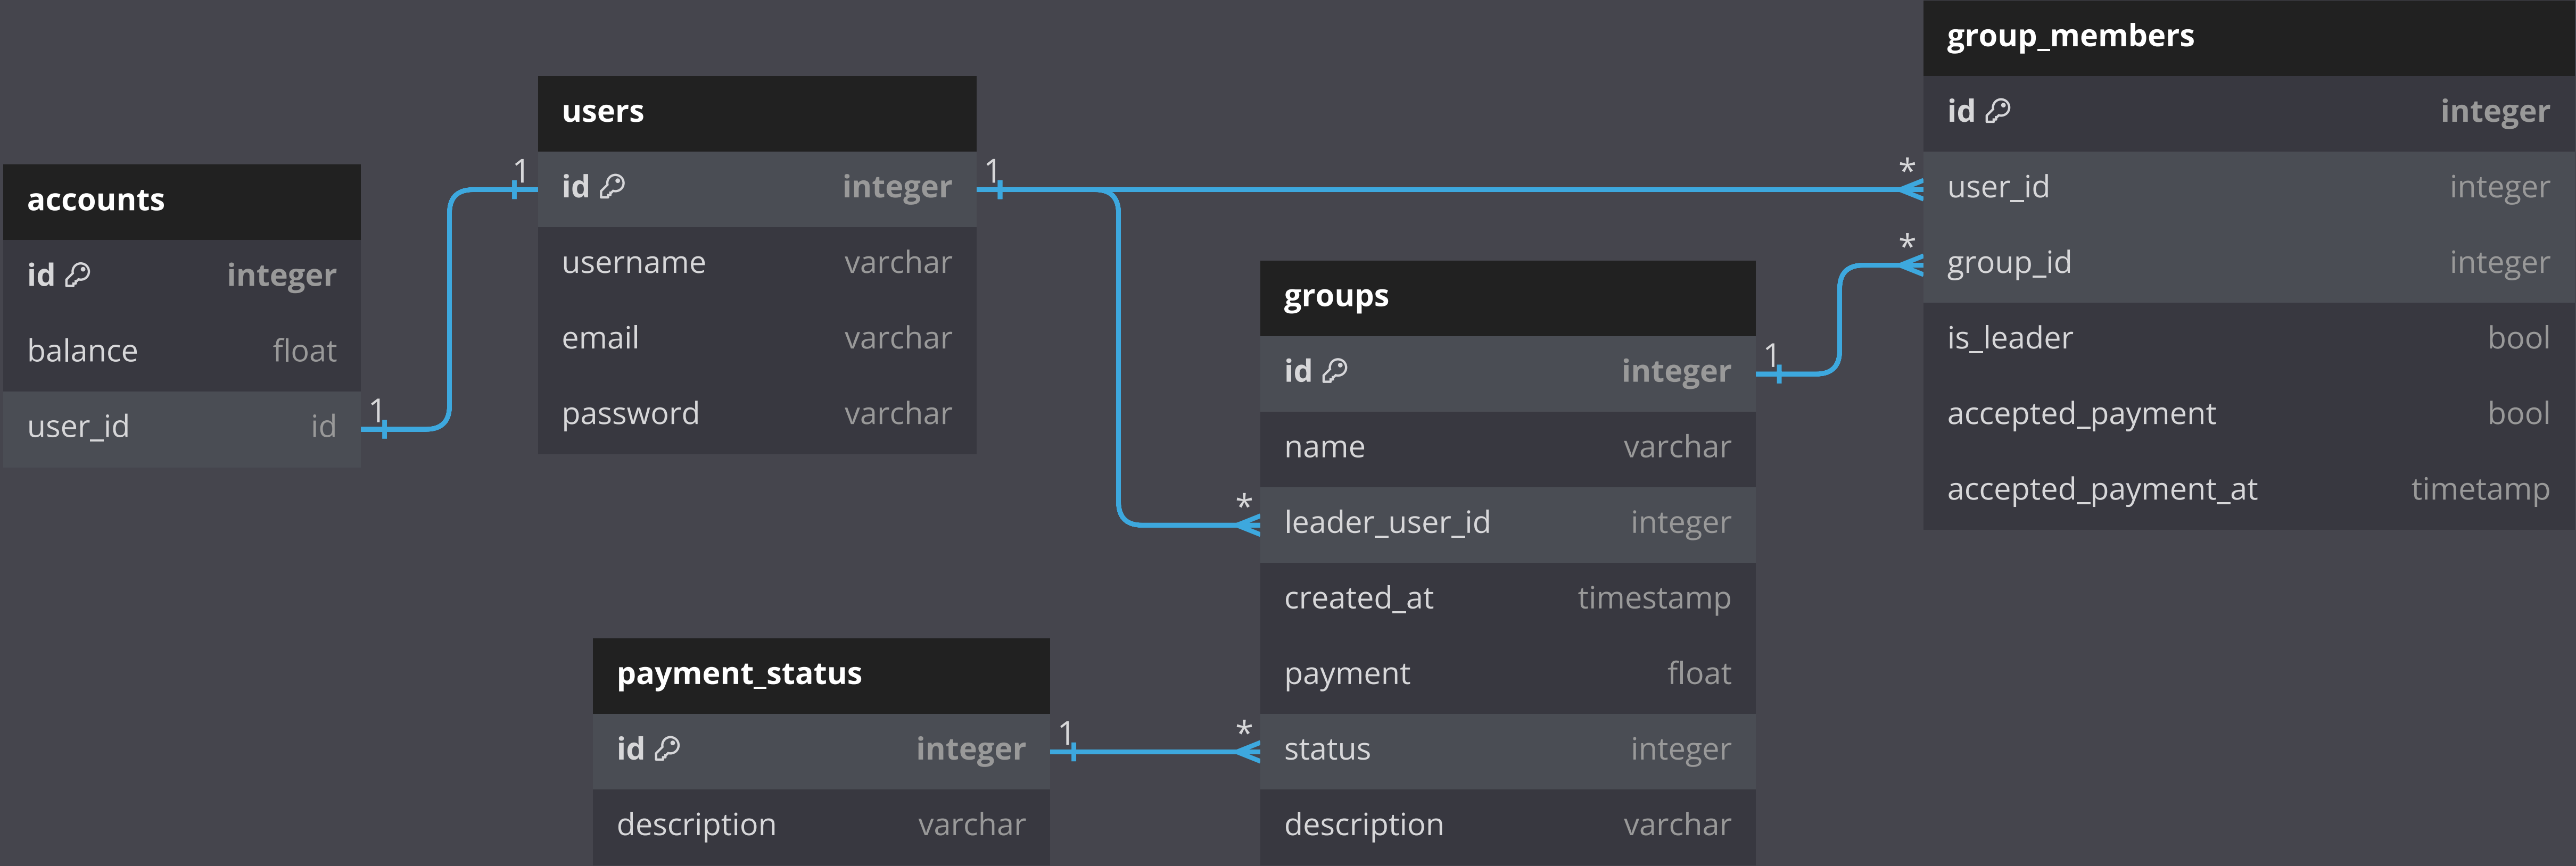 accounts
id integer
balance float
user_id id
1
1
users
id integer
username varchar
email varchar
password varchar
1
payment_status
id integer
description varchar
1
*
*
groups
id integer
name varchar
leader_user_id integer
created_at timestamp
payment float
status integer
description varchar
1
*
*
group_members
id integer
user_id integer
group_id integer
is_leader bool
accepted_payment bool
accepted_payment_at timetamp